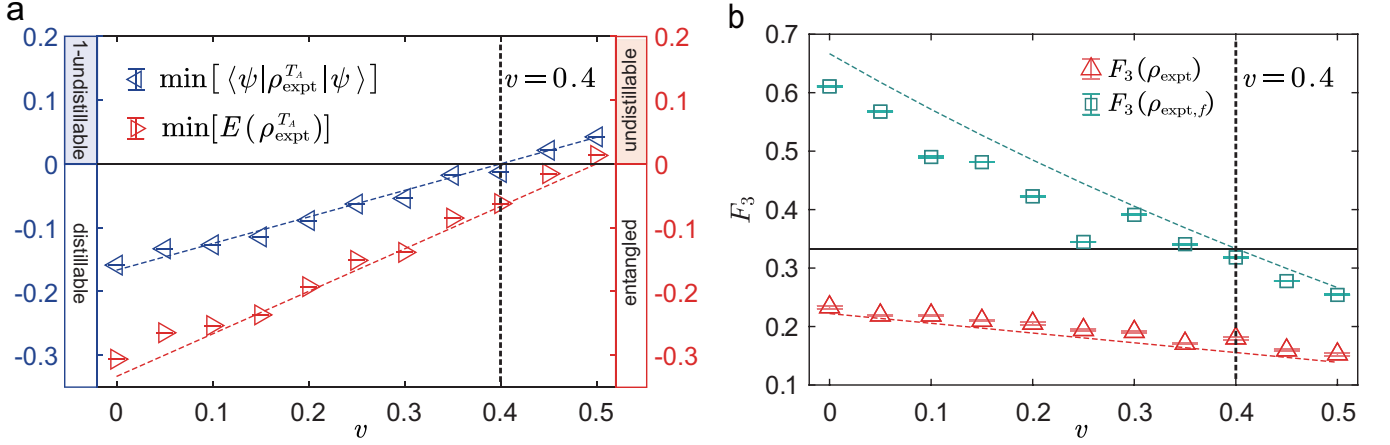 a
0.2
0.1
0
-0.1
-0.2
-0.3
1-undistillable
distillable
min[ ⟨ψ|ρ_expt^{T_A}|ψ⟩]
min[E(ρ_expt^{T_A})]
v = 0.4
0.2
0.1
0
-0.1
-0.2
-0.3
undistillable
entangled
0 0.1 0.2 0.3 0.4 0.5
v
b
0.7
0.6
0.5
0.4
0.3
0.2
0.1
F_3
F_3(ρ_expt)
F_3(ρ_expt,f)
v = 0.4
0 0.1 0.2 0.3 0.4 0.5
v